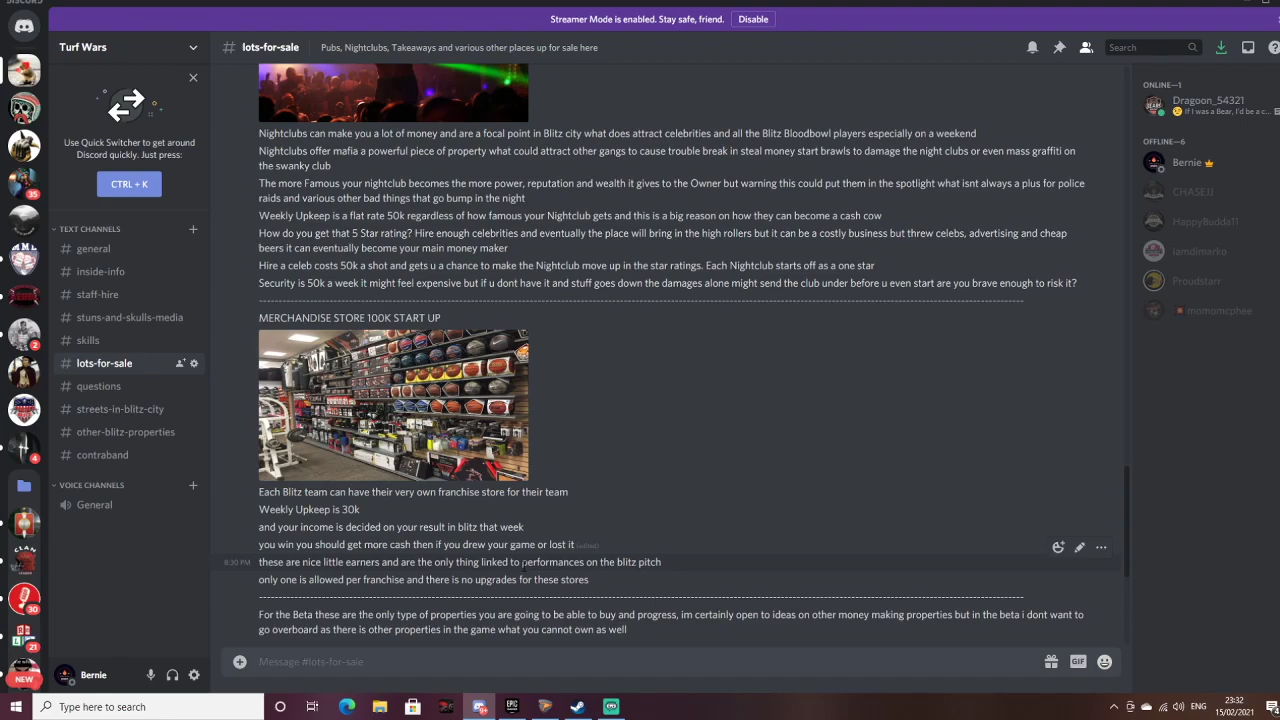 Streamer Mode is enabled. Stay safe, friend. Disable
Turf Wars
# lots-for-sale Pubs, Nightclubs, Takeaways and various other places up for sale here
Search
Use Quick Switcher to get around
Discord quickly. Just press:
CTRL + K
TEXT CHANNELS
# general
# inside-info
# staff-hire
# stuns-and-skulls-media
# skills
# lots-for-sale
# questions
# streets-in-blitz-city
# other-blitz-properties
# contraband
VOICE CHANNELS
General
35
2
4
30
21
NEW
Bernie
Nightclubs can make you a lot of money and are a focal point in Blitz city what does attract celebrities and all the Blitz Bloodbowl players especially on a weekend
Nightclubs offer mafia a powerful piece of property what could attract other gangs to cause trouble break in steal money start brawls to damage the night clubs or even mass graffiti on
the swanky club
The more Famous your nightclub becomes the more power, reputation and wealth it gives to the Owner but warning this could put them in the spotlight what isnt always a plus for police
raids and various other bad things that go bump in the night
Weekly Upkeep is a flat rate 50k regardless of how famous your Nightclub gets and this is a big reason on how they can become a cash cow
How do you get that 5 Star rating? Hire enough celebrities and eventually the place will bring in the high rollers but it can be a costly business but threw celebs, advertising and cheap
beers it can eventually become your main money maker
Hire a celeb costs 50k a shot and gets u a chance to make the Nightclub move up in the star ratings. Each Nightclub starts off as a one star
Security is 50k a week it might feel expensive but if u dont have it and stuff goes down the damages alone might send the club under before u even start are you brave enough to risk it?
MERCHANDISE STORE 100K START UP
Each Blitz team can have their very own franchise store for their team
Weekly Upkeep is 30k
and your income is decided on your result in blitz that week
you win you should get more cash then if you drew your game or lost it (edited)
8:30 PM these are nice little earners and are the only thing linked to performances on the blitz pitch
only one is allowed per franchise and there is no upgrades for these stores
For the Beta these are the only type of properties you are going to be able to buy and progress, im certainly open to ideas on other money making properties but in the beta i dont want to
go overboard as there is other properties in the game what you cannot own as well
Message #lots-for-sale
GIF
ONLINE—1
Dragoon_54321
If I was a Bear, I'd be a c...
OFFLINE—6
Bernie
CHASEJJ
HappyBudda11
iamdimarko
Proudstarr
momomcphee
Type here to search
ENG
23:32
15/02/2021